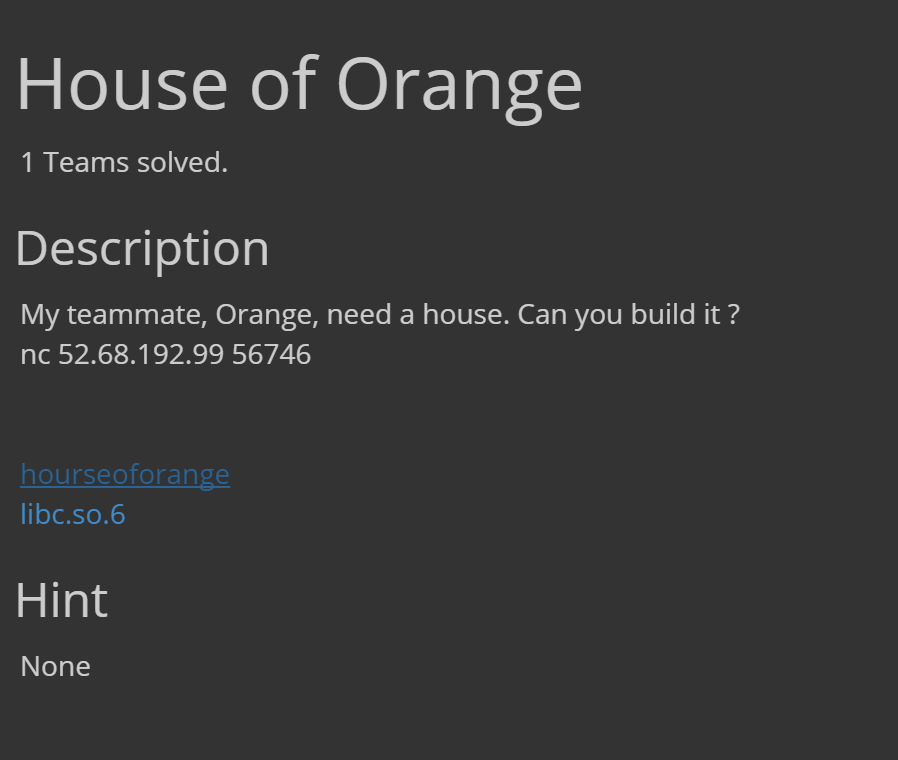 House of Orange
1 Teams solved.
Description
My teammate, Orange, need a house. Can you build it ?
nc 52.68.192.99 56746
hourseoforange
libc.so.6
Hint
None